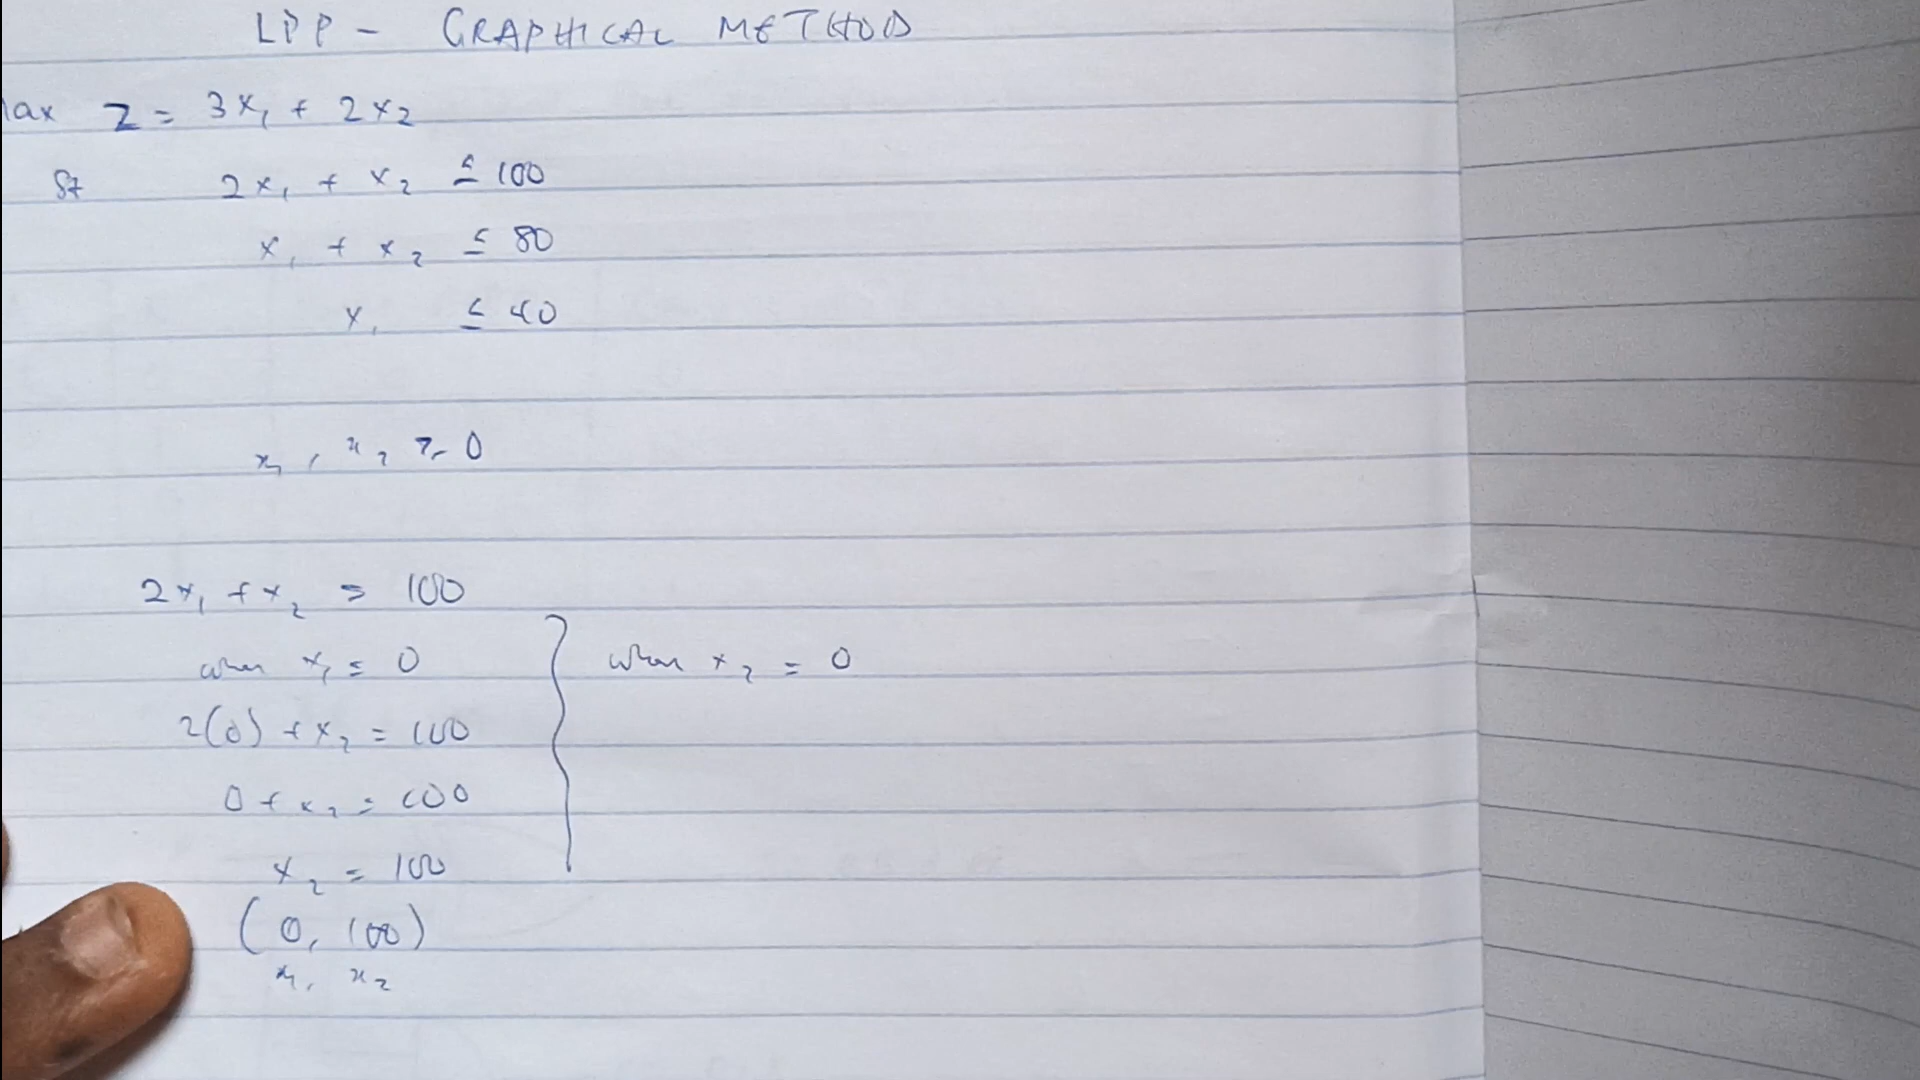 LPP - GRAPHICAL METHOD
ax Z = 3x₁ + 2x₂
St 2x₁ + x₂ ≤ 100
x₁ + x₂ ≤ 80
x₁ ≤ 40
x₁, x₂ ≥ 0
2x₁ + x₂ = 100
when x₁ = 0 when x₂ = 0
2(0) + x₂ = 100
0 + x₂ = 100
x₂ = 100
(0, 100)
x₁, x₂